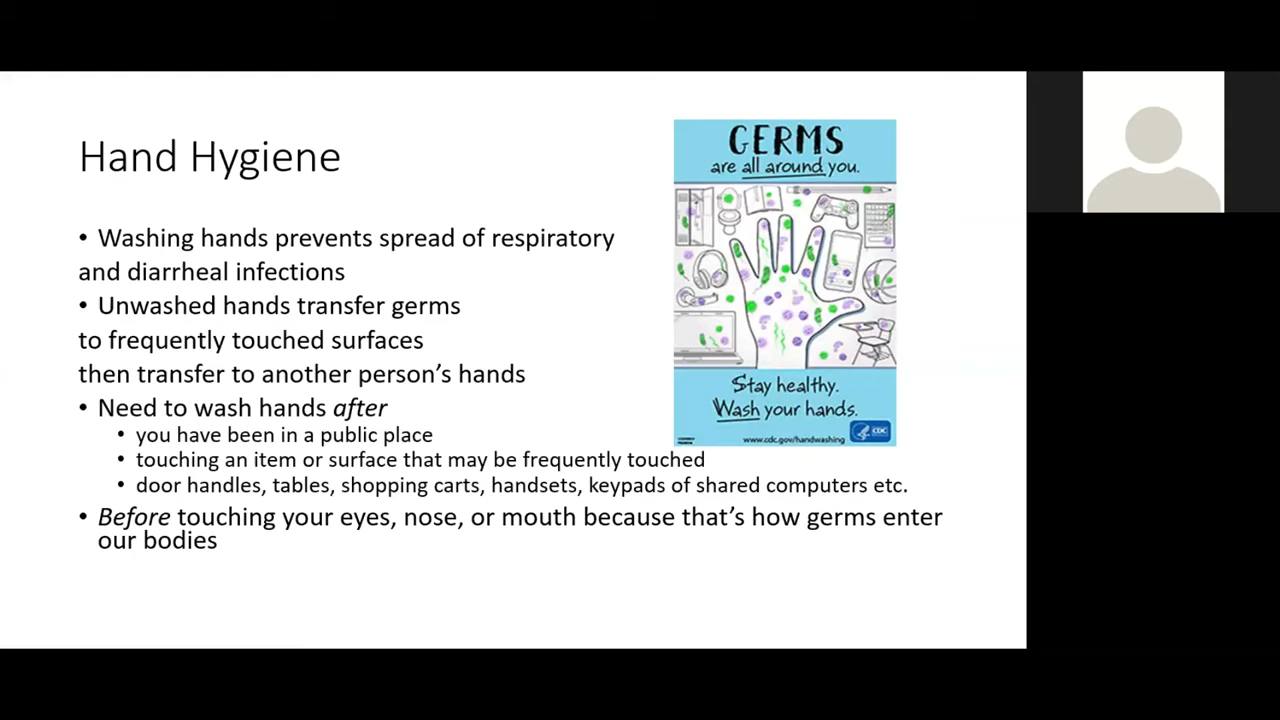 Hand Hygiene
• Washing hands prevents spread of respiratory
and diarrheal infections
• Unwashed hands transfer germs
to frequently touched surfaces
then transfer to another person's hands
• Need to wash hands after
• you have been in a public place
• touching an item or surface that may be frequently touched
• door handles, tables, shopping carts, handsets, keypads of shared computers etc.
• Before touching your eyes, nose, or mouth because that's how germs enter
our bodies
GERMS
are all around you.
Stay healthy.
Wash your hands.
www.cdc.gov/handwashing
CDC